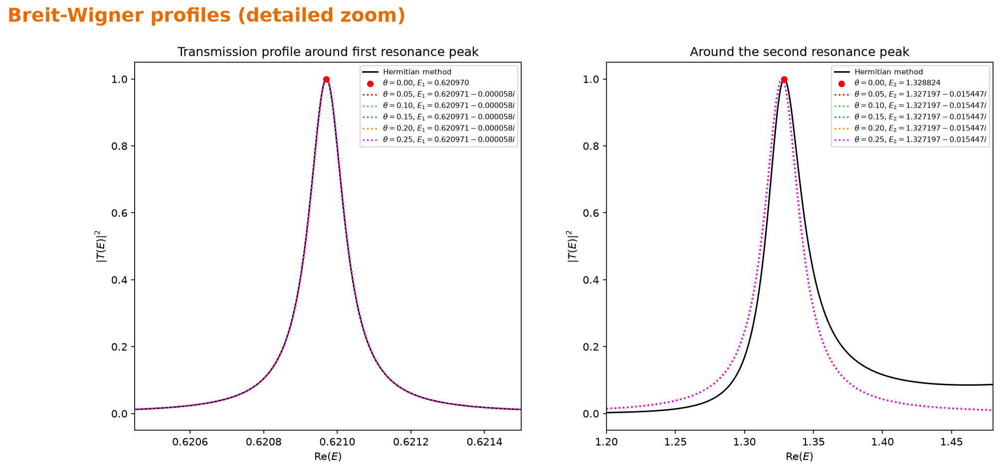 Breit-Wigner profiles (detailed zoom)
Transmission profile around first resonance peak
Hermitian method
θ = 0.00, E₁ = 0.620970
θ = 0.05, E₁ = 0.620971 − 0.000058i
θ = 0.10, E₁ = 0.620971 − 0.000058i
θ = 0.15, E₁ = 0.620971 − 0.000058i
θ = 0.20, E₁ = 0.620971 − 0.000058i
θ = 0.25, E₁ = 0.620971 − 0.000058i
1.0
0.8
0.6
0.4
0.2
0.0
|T(E)|²
0.6206 0.6208 0.6210 0.6212 0.6214
Re(E)
Around the second resonance peak
Hermitian method
θ = 0.00, E₂ = 1.328824
θ = 0.05, E₂ = 1.327197 − 0.015447i
θ = 0.10, E₂ = 1.327197 − 0.015447i
θ = 0.15, E₂ = 1.327197 − 0.015447i
θ = 0.20, E₂ = 1.327197 − 0.015447i
θ = 0.25, E₂ = 1.327197 − 0.015447i
1.0
0.8
0.6
0.4
0.2
0.0
|T(E)|²
1.20 1.25 1.30 1.35 1.40 1.45
Re(E)